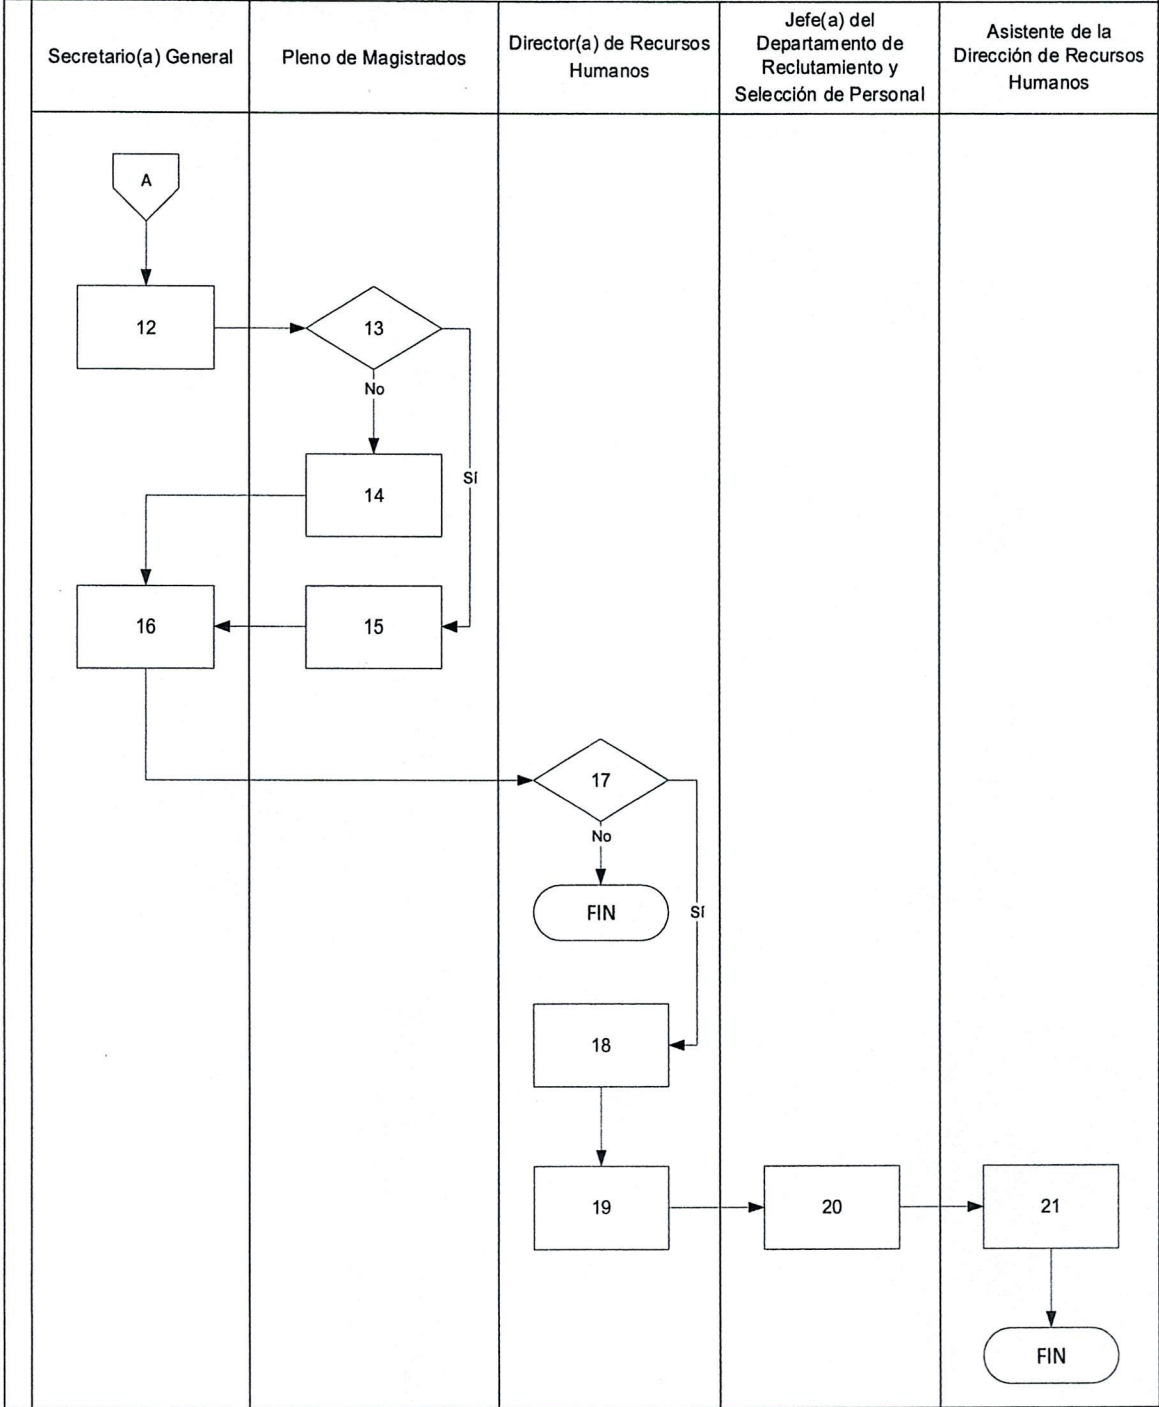 Secretario(a) General
Pleno de Magistrados
Director(a) de Recursos
Humanos
Jefe(a) del
Departamento de
Reclutamiento y
Selección de Personal
Asistente de la
Dirección de Recursos
Humanos
A
12
13
No
Sí
14
16
15
17
No
FIN
Sí
18
19
20
21
FIN